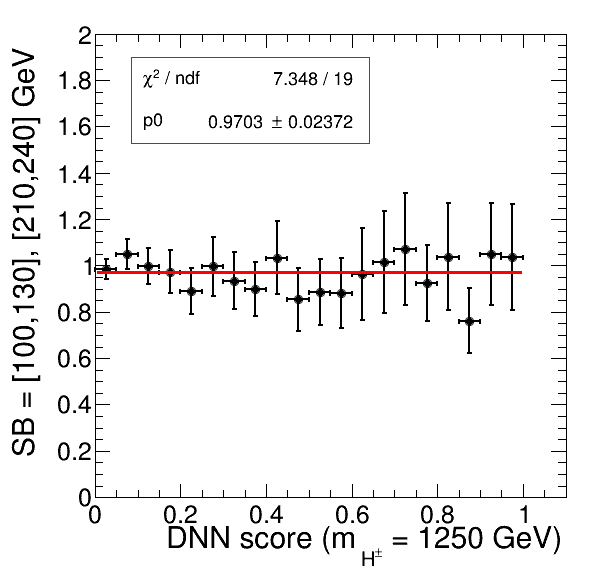 2
1.8
χ² / ndf 7.348 / 19
1.6
p0 0.9703 ± 0.02372
1.4
1.2
1
0.8
0.6
0.4
0.2
0
SB = [100,130], [210,240] GeV
0 0.2 0.4 0.6 0.8 1
DNN score (m_H± = 1250 GeV)